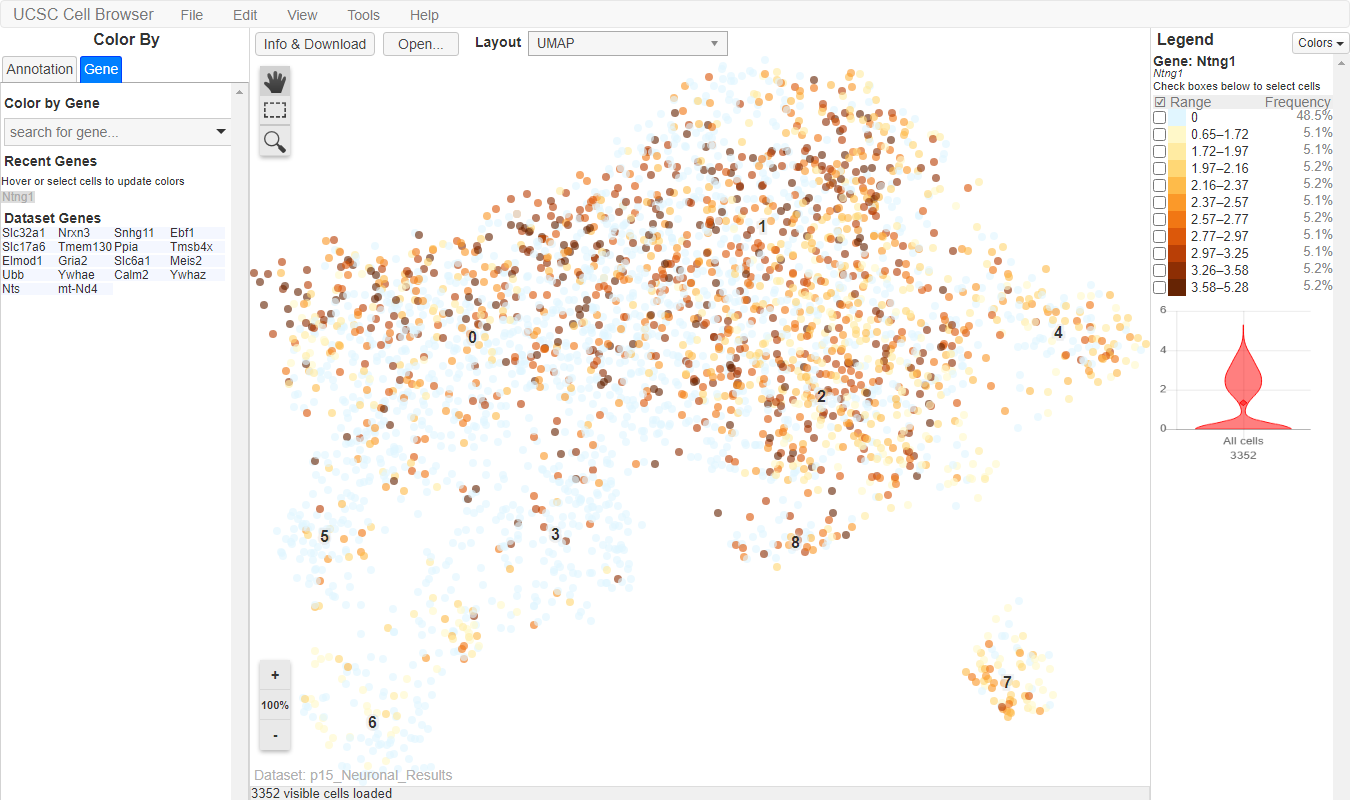 UCSC Cell Browser File Edit View Tools Help
Color By
Annotation Gene
Color by Gene
search for gene...
Recent Genes
Hover or select cells to update colors
Ntng1
Dataset Genes
Slc32a1 Nrxn3 Snhg11 Ebf1
Slc17a6 Tmem130 Ppia Tmsb4x
Elmod1 Gria2 Slc6a1 Meis2
Ubb Ywhae Calm2 Ywhaz
Nts mt-Nd4
Info & Download Open... Layout UMAP
1
0
4
2
5
3
8
7
6
+
100%
-
Dataset: p15_Neuronal_Results
3352 visible cells loaded
Legend Colors
Gene: Ntng1
Ntng1
Check boxes below to select cells
Range Frequency
0 48.5%
0.65–1.72 5.1%
1.72–1.97 5.1%
1.97–2.16 5.2%
2.16–2.37 5.2%
2.37–2.57 5.1%
2.57–2.77 5.2%
2.77–2.97 5.1%
2.97–3.25 5.1%
3.26–3.58 5.2%
3.58–5.28 5.2%
6
4
2
0
All cells
3352